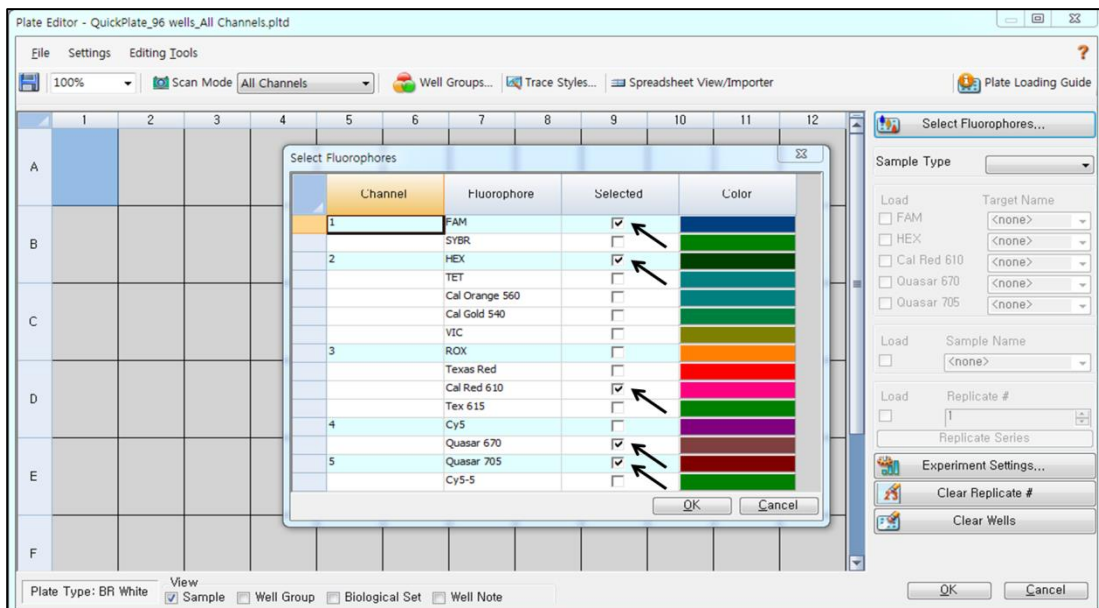 Plate Editor - QuickPlate_96 wells_All Channels.pltd
File Settings Editing Tools ?
100% Scan Mode All Channels Well Groups... Trace Styles... Spreadsheet View/Importer Plate Loading Guide
1 2 3 4 5 6 7 8 9 10 11 12
A
B
C
D
E
F
Select Fluorophores
Channel Fluorophore Selected Color
1 FAM
SYBR
2 HEX
TET
Cal Orange 560
Cal Gold 540
VIC
3 ROX
Texas Red
Cal Red 610
Tex 615
4 Cy5
Quasar 670
5 Quasar 705
Cy5-5
OK Cancel
Select Fluorophores...
Sample Type
Load Target Name
FAM <none>
HEX <none>
Cal Red 610 <none>
Quasar 670 <none>
Quasar 705 <none>
Load Sample Name
<none>
Load Replicate #
1
Replicate Series
Experiment Settings...
Clear Replicate #
Clear Wells
Plate Type: BR White View
Sample Well Group Biological Set Well Note
OK Cancel